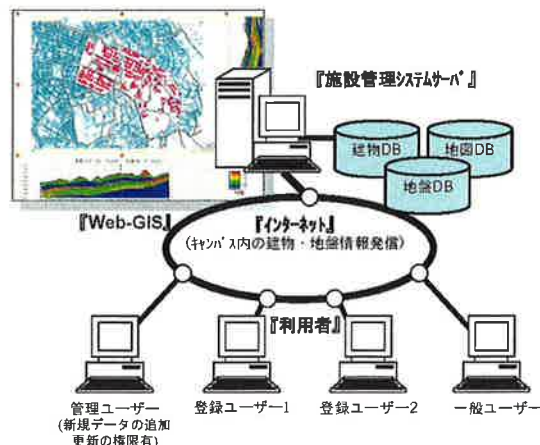 『施設管理システムサーバ』
建物DB
地図DB
地盤DB
『Web-GIS』
『インターネット』
(キャンパス内の建物・地盤情報発信)
『利用者』
管理ユーザー
(新規データの追加
更新の権限有)
登録ユーザー1
登録ユーザー2
一般ユーザー